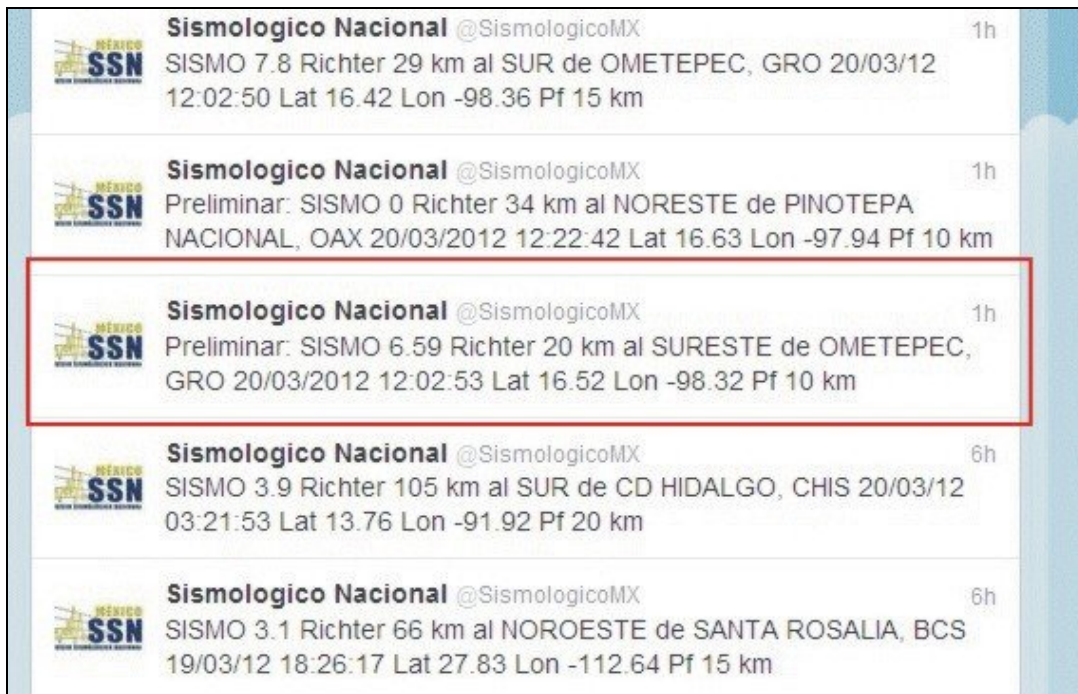 Sismologico Nacional @SismologicoMX 1h
MÉXICO
SSN
SISMO 7.8 Richter 29 km al SUR de OMETEPEC, GRO 20/03/12
12:02:50 Lat 16.42 Lon -98.36 Pf 15 km
Sismologico Nacional @SismologicoMX 1h
MÉXICO
SSN
Preliminar: SISMO 0 Richter 34 km al NORESTE de PINOTEPA
NACIONAL, OAX 20/03/2012 12:22:42 Lat 16.63 Lon -97.94 Pf 10 km
Sismologico Nacional @SismologicoMX 1h
MÉXICO
SSN
Preliminar: SISMO 6.59 Richter 20 km al SURESTE de OMETEPEC,
GRO 20/03/2012 12:02:53 Lat 16.52 Lon -98.32 Pf 10 km
Sismologico Nacional @SismologicoMX 6h
MÉXICO
SSN
SISMO 3.9 Richter 105 km al SUR de CD HIDALGO, CHIS 20/03/12
03:21:53 Lat 13.76 Lon -91.92 Pf 20 km
Sismologico Nacional @SismologicoMX 6h
MÉXICO
SSN
SISMO 3.1 Richter 66 km al NOROESTE de SANTA ROSALIA, BCS
19/03/12 18:26:17 Lat 27.83 Lon -112.64 Pf 15 km